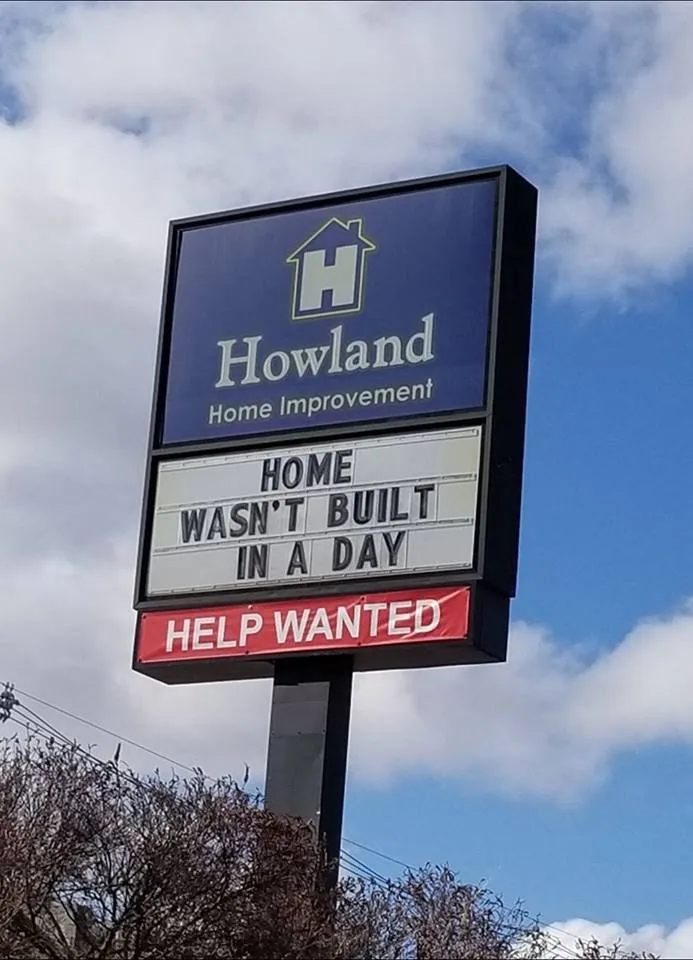 H
Howland
Home Improvement
HOME
WASN'T BUILT
IN A DAY
HELP WANTED